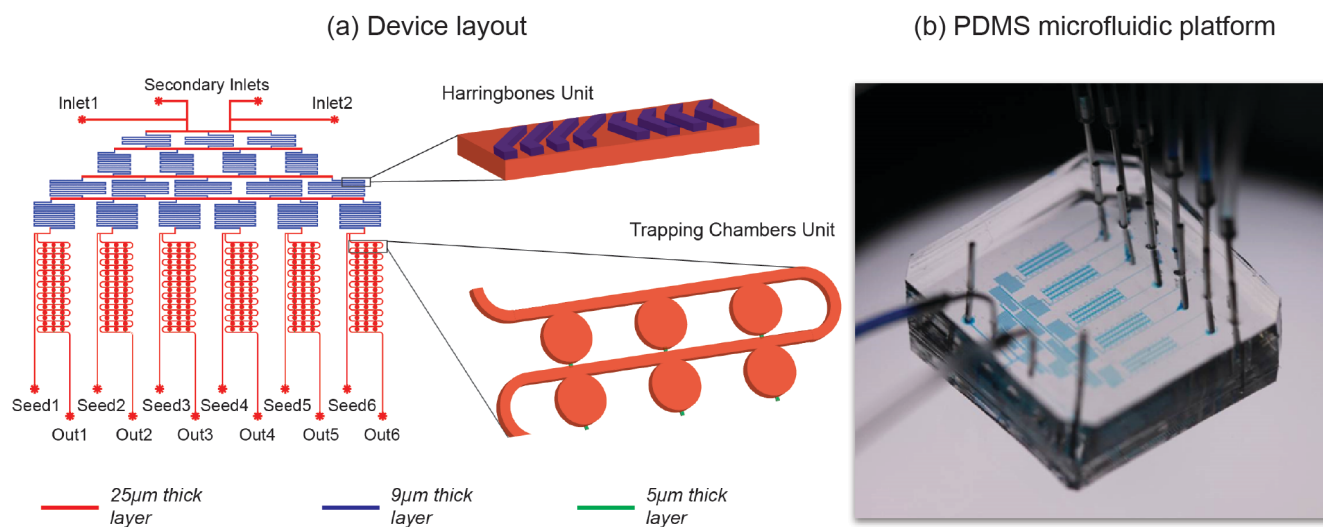 (a) Device layout
(b) PDMS microfluidic platform
Secondary Inlets
Inlet1
Inlet2
Harringbones Unit
Trapping Chambers Unit
Seed1 Seed2 Seed3 Seed4 Seed5 Seed6
Out1 Out2 Out3 Out4 Out5 Out6
25μm thick
layer
9μm thick
layer
5μm thick
layer